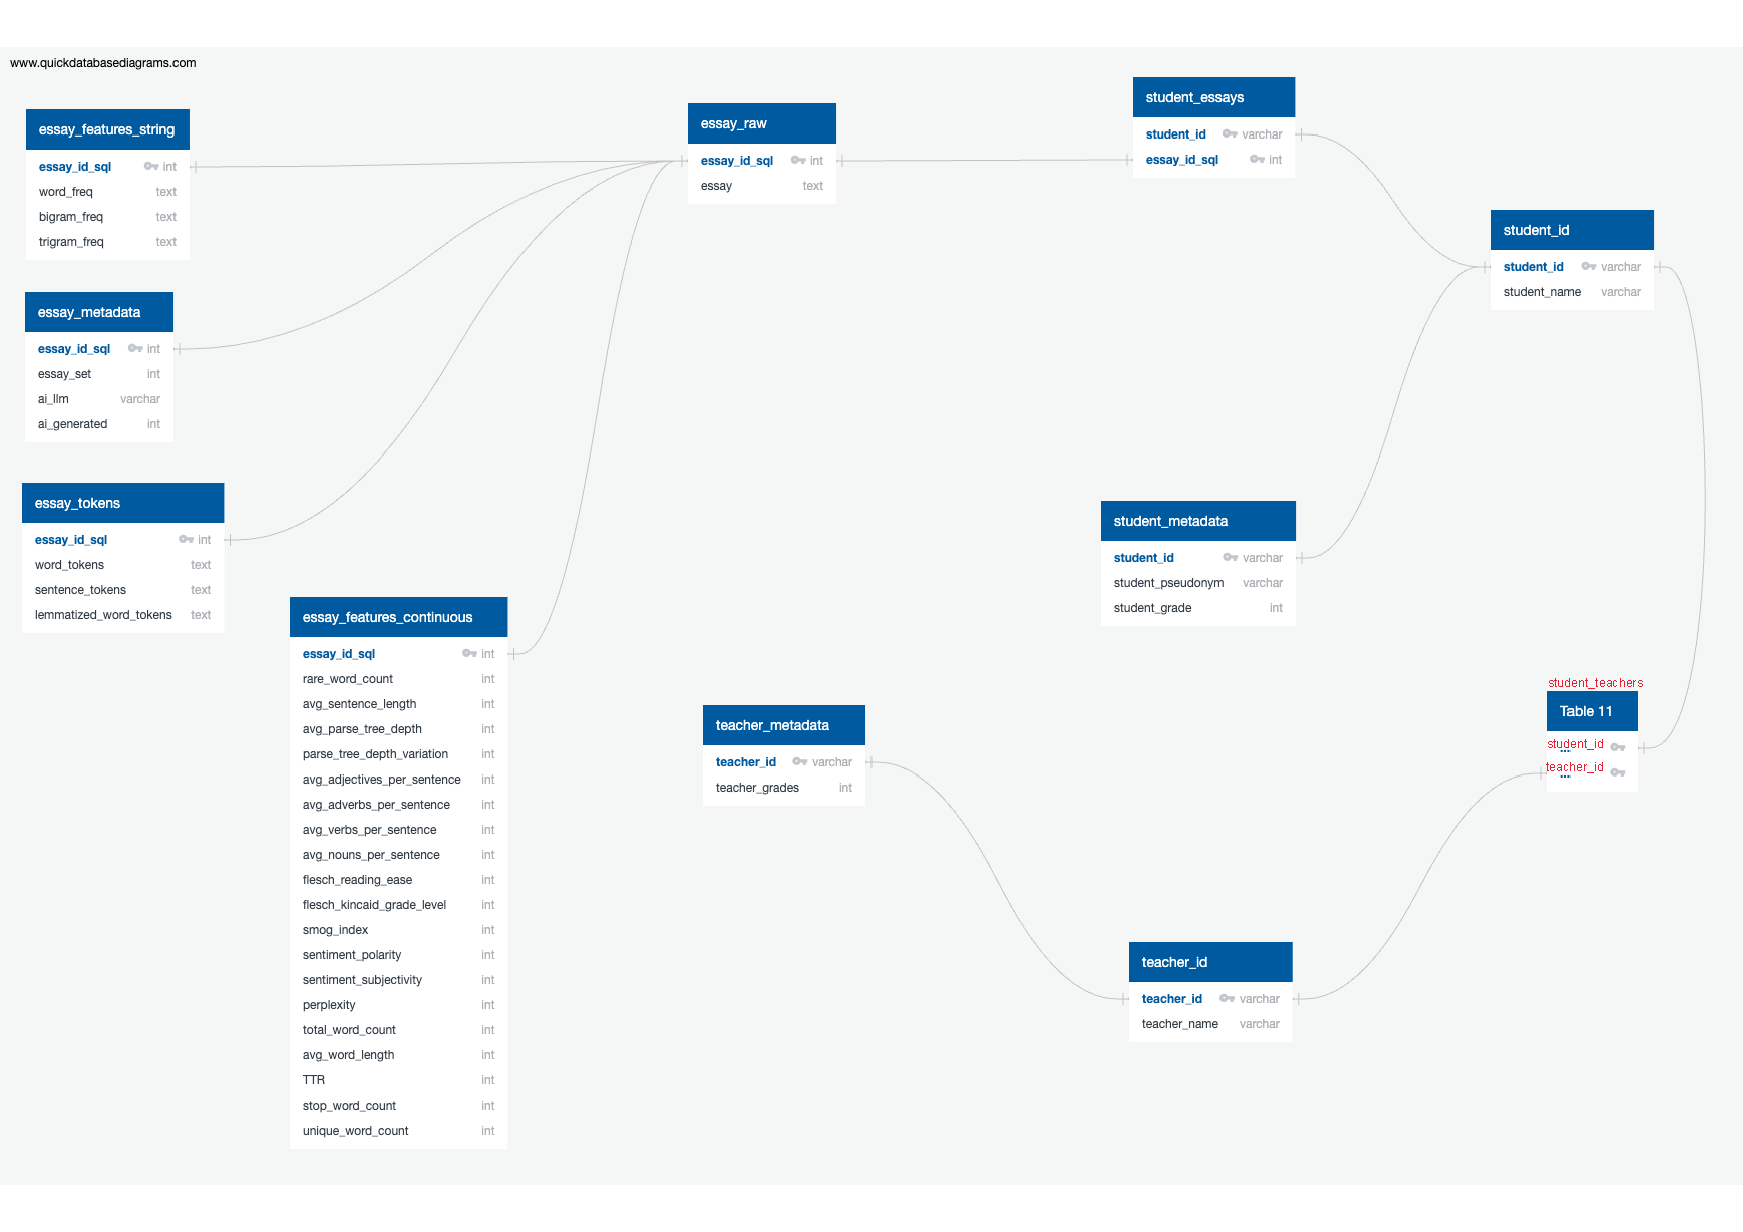 www.quickdatabasediagrams.com
essay_features_string
essay_id_sql int
word_freq text
bigram_freq text
trigram_freq text
essay_metadata
essay_id_sql int
essay_set int
ai_llm varchar
ai_generated int
essay_tokens
essay_id_sql int
word_tokens text
sentence_tokens text
lemmatized_word_tokens text
essay_features_continuous
essay_id_sql int
rare_word_count int
avg_sentence_length int
avg_parse_tree_depth int
parse_tree_depth_variation int
avg_adjectives_per_sentence int
avg_adverbs_per_sentence int
avg_verbs_per_sentence int
avg_nouns_per_sentence int
flesch_reading_ease int
flesch_kincaid_grade_level int
smog_index int
sentiment_polarity int
sentiment_subjectivity int
perplexity int
total_word_count int
avg_word_length int
TTR int
stop_word_count int
unique_word_count int
essay_raw
essay_id_sql int
essay text
student_essays
student_id varchar
essay_id_sql int
student_id
student_id varchar
student_name varchar
student_metadata
student_id varchar
student_pseudonym varchar
student_grade int
teacher_metadata
teacher_id varchar
teacher_grades int
student_teachers
Table 11
student_id
teacher_id
teacher_id
teacher_id varchar
teacher_name varchar